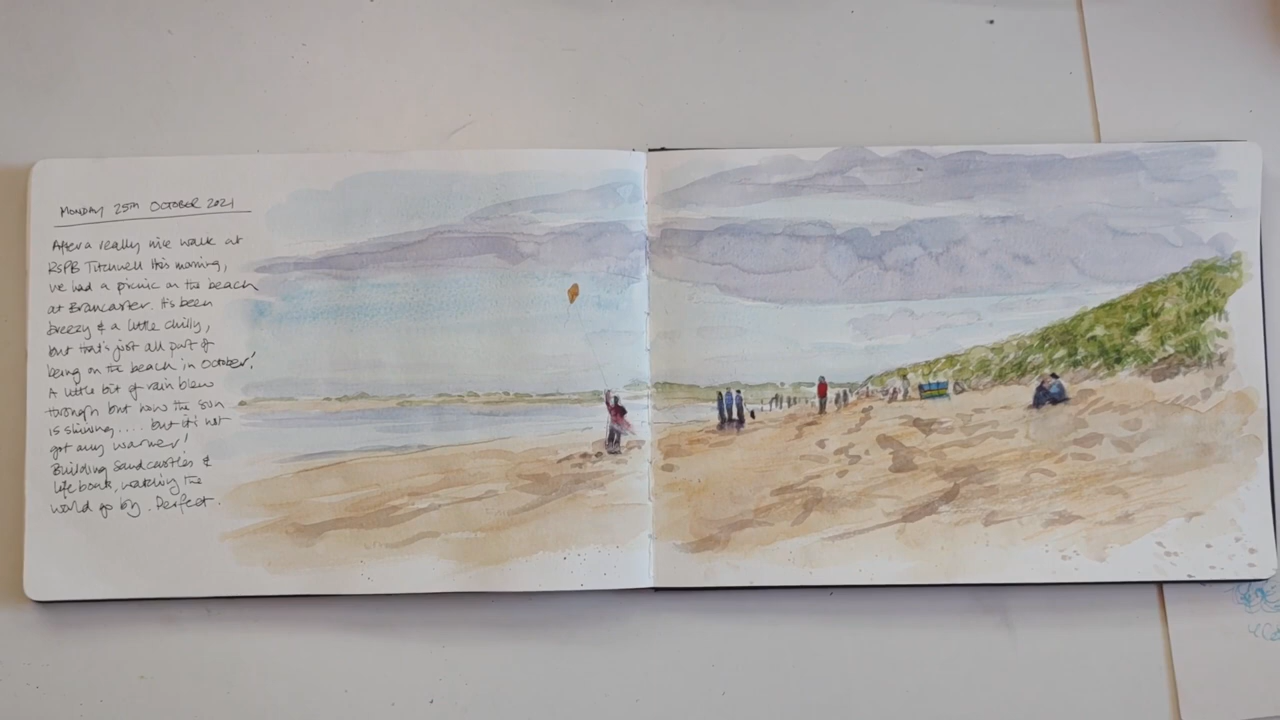 MONDAY 25TH OCTOBER 2021
After a really nice walk at
RSPB Titchwell this morning,
we had a picnic on the beach
at Brancaster. It's been
breezy & a little chilly,
but that's just all part of
being on the beach in October!
A little bit of rain blew
through but now the sun
is shining.... but it's not
got any warmer!
Building sandcastles &
life boats, watching the
world go by. Perfect.